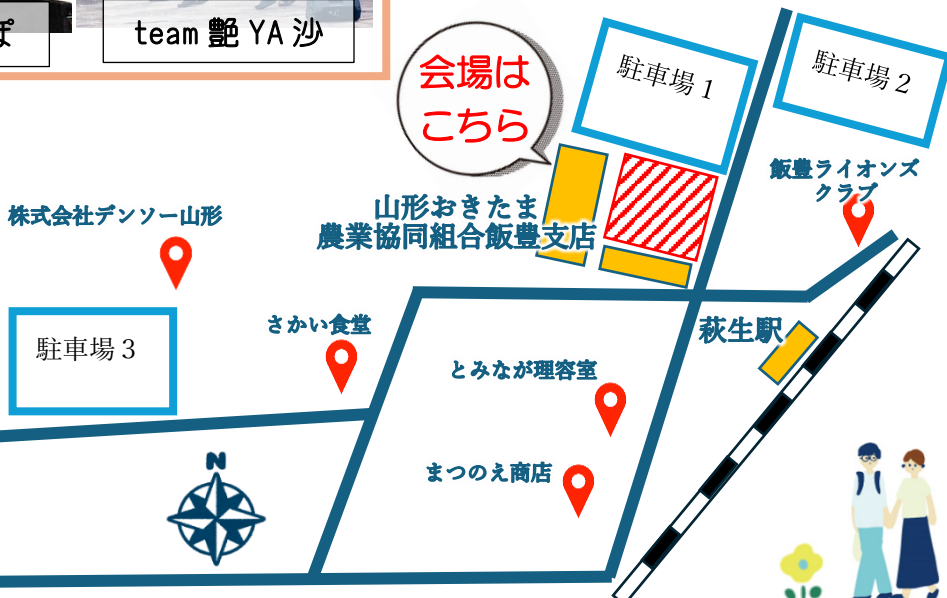 ぽ
team 艶 YA 沙
会場は
こちら
駐車場1
駐車場2
飯豊ライオンズ
クラブ
株式会社デンソー山形
山形おきたま
農業協同組合飯豊支店
さかい食堂
萩生駅
駐車場3
とみなが理容室
まつのえ商店
N